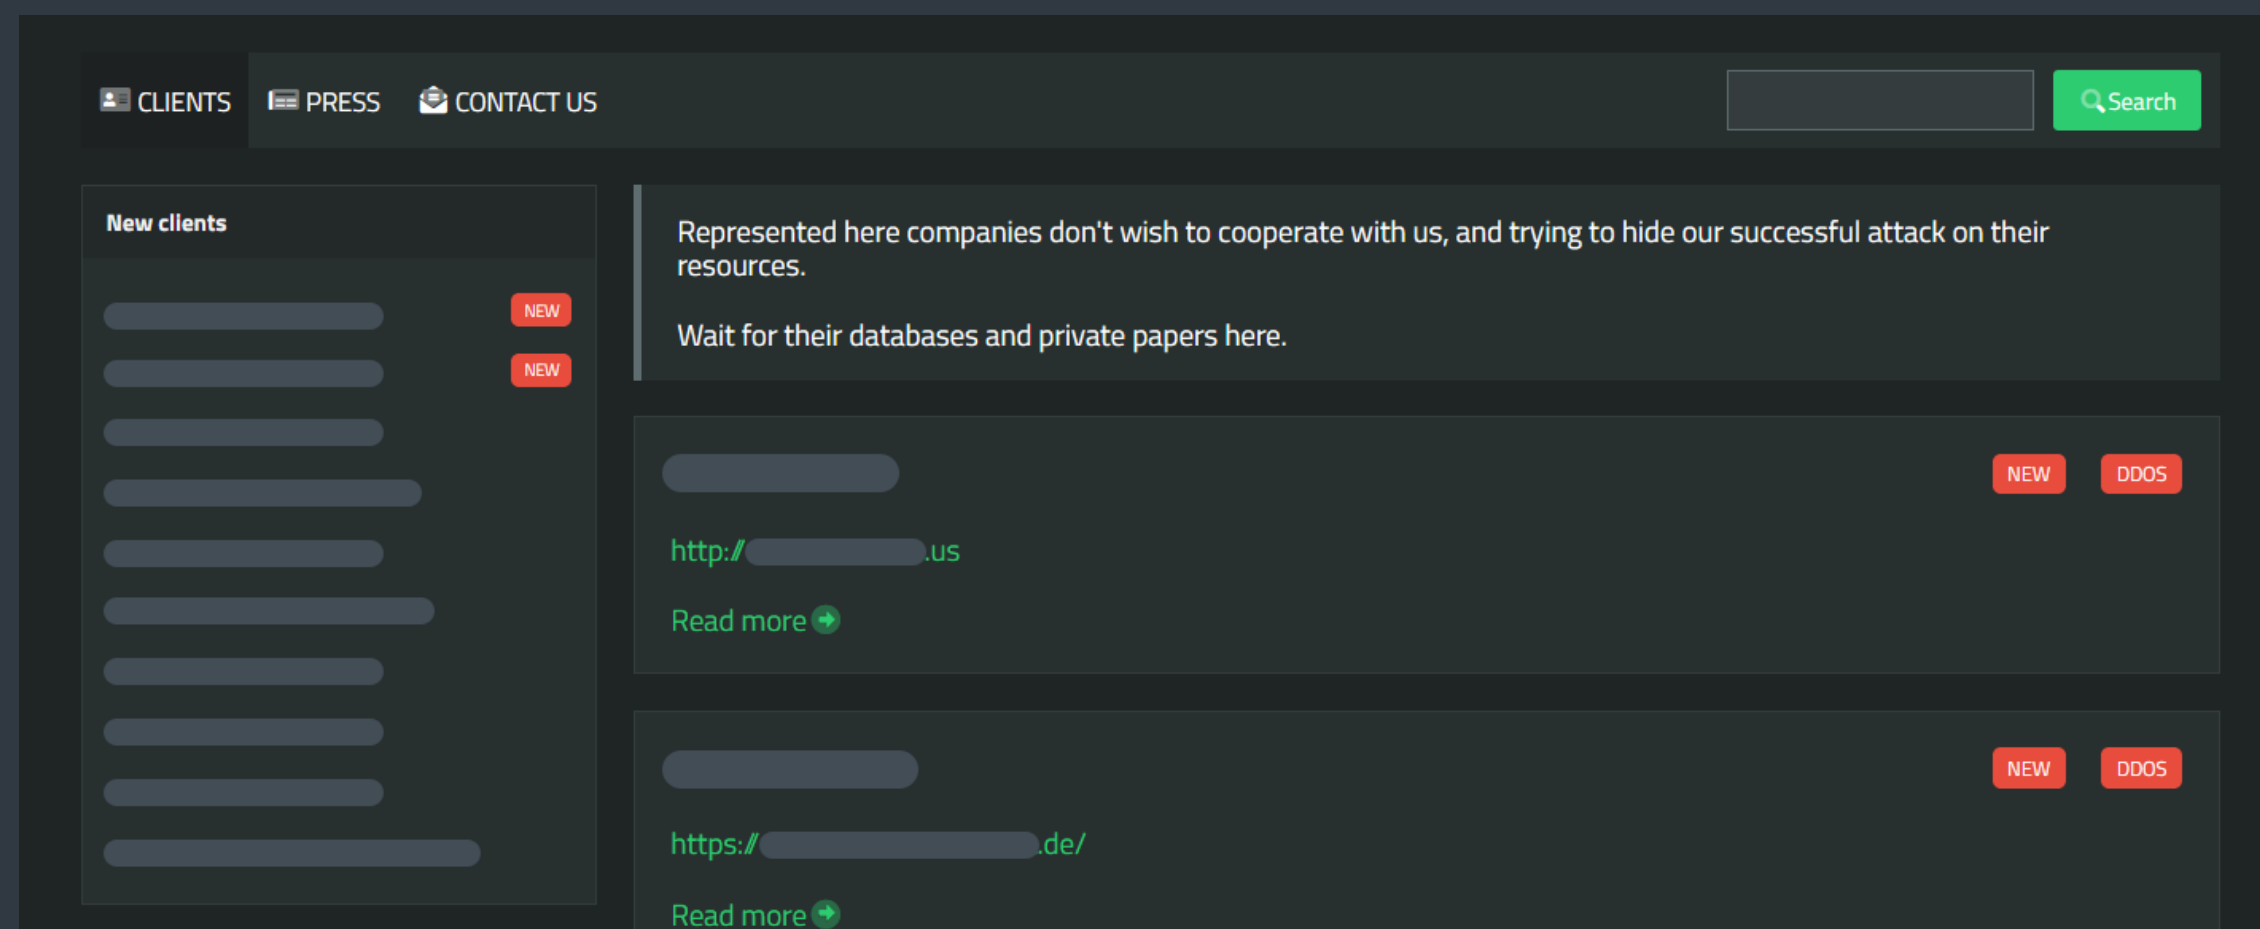 CLIENTS PRESS CONTACT US Search
New clients
NEW
NEW
Represented here companies don't wish to cooperate with us, and trying to hide our successful attack on their
resources.
Wait for their databases and private papers here.
NEW DDOS
http:// .us
Read more
NEW DDOS
https:// .de/
Read more